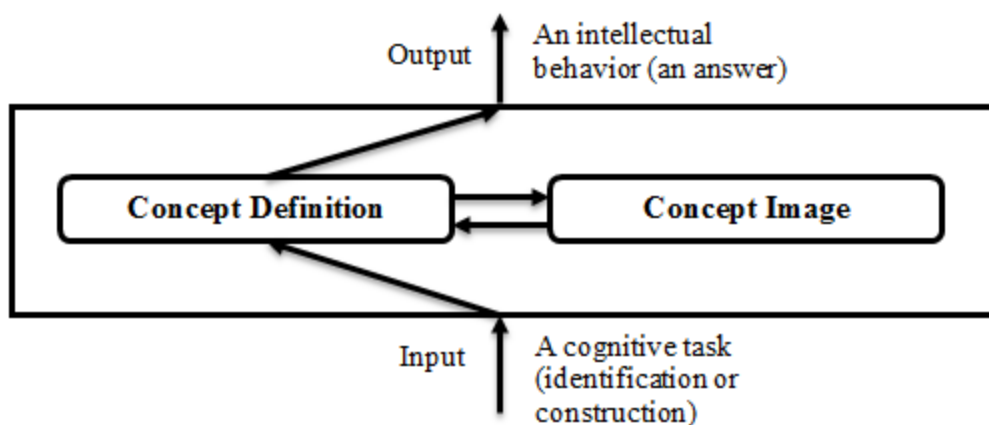 Output
An intellectual
behavior (an answer)
Concept Definition
Concept Image
Input
A cognitive task
(identification or
construction)